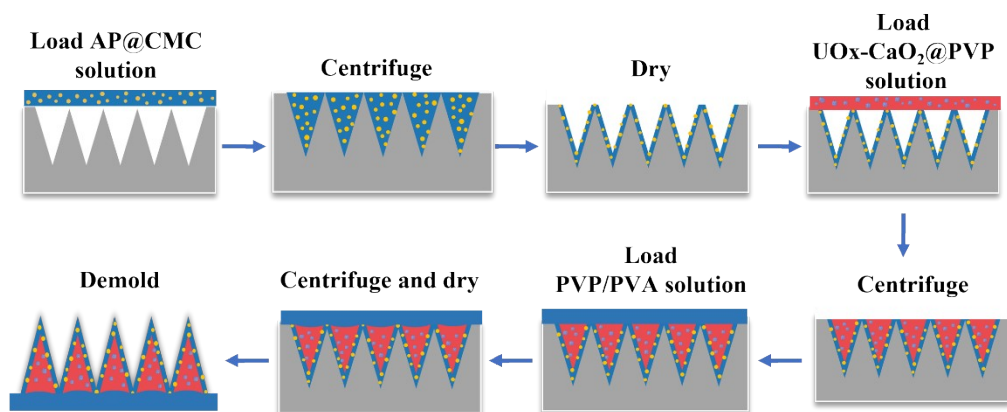 Load AP@CMC
solution
Centrifuge
Dry
Load
UOx-CaO₂@PVP
solution
Demold
Centrifuge and dry
Load
PVP/PVA solution
Centrifuge